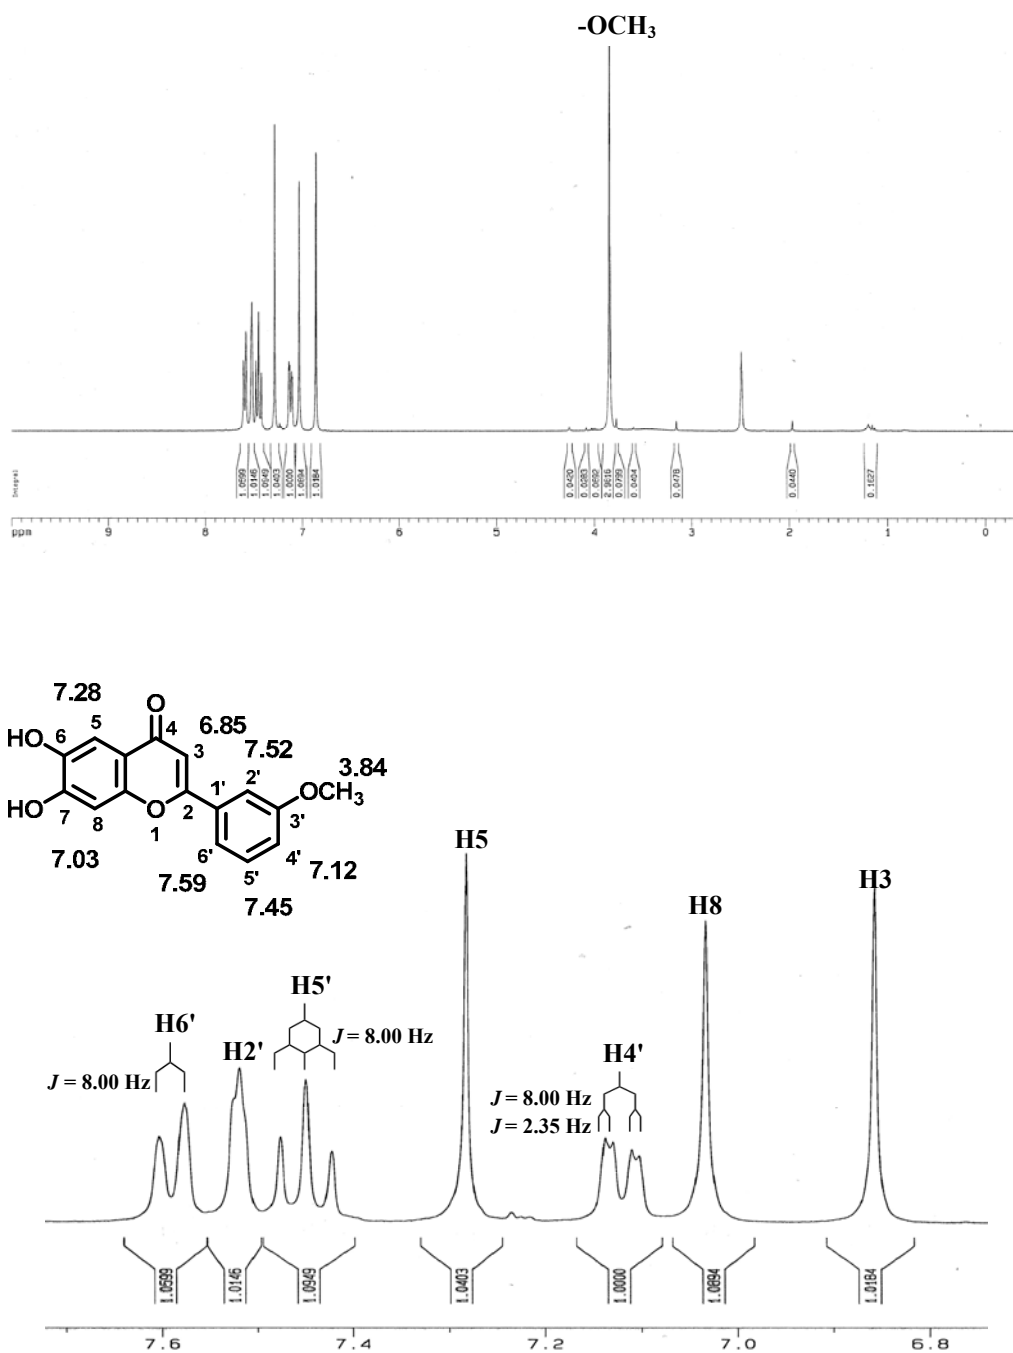 -OCH₃
Integral
1.0599
1.0146
1.0949
1.0403
1.0000
1.0894
1.0184
0.0420
0.0283
0.0892
2.9616
0.0799
0.0404
0.0478
0.0440
0.1627
ppm 9 8 7 6 5 4 3 2 1 0
7.28
O
HO 6 5 4 6.85
3 7.52
3.84
1' 2' OCH₃
HO 7 8 O 2 3'
1
7.03 6' 4' 7.12
7.59 5'
7.45
H5
H3
H8
H5'
H6' J = 8.00 Hz
H2' H4'
J = 8.00 Hz
J = 8.00 Hz
J = 2.35 Hz
1.0599
1.0146
1.0949
1.0403
1.0000
1.0894
1.0184
7.6 7.4 7.2 7.0 6.8